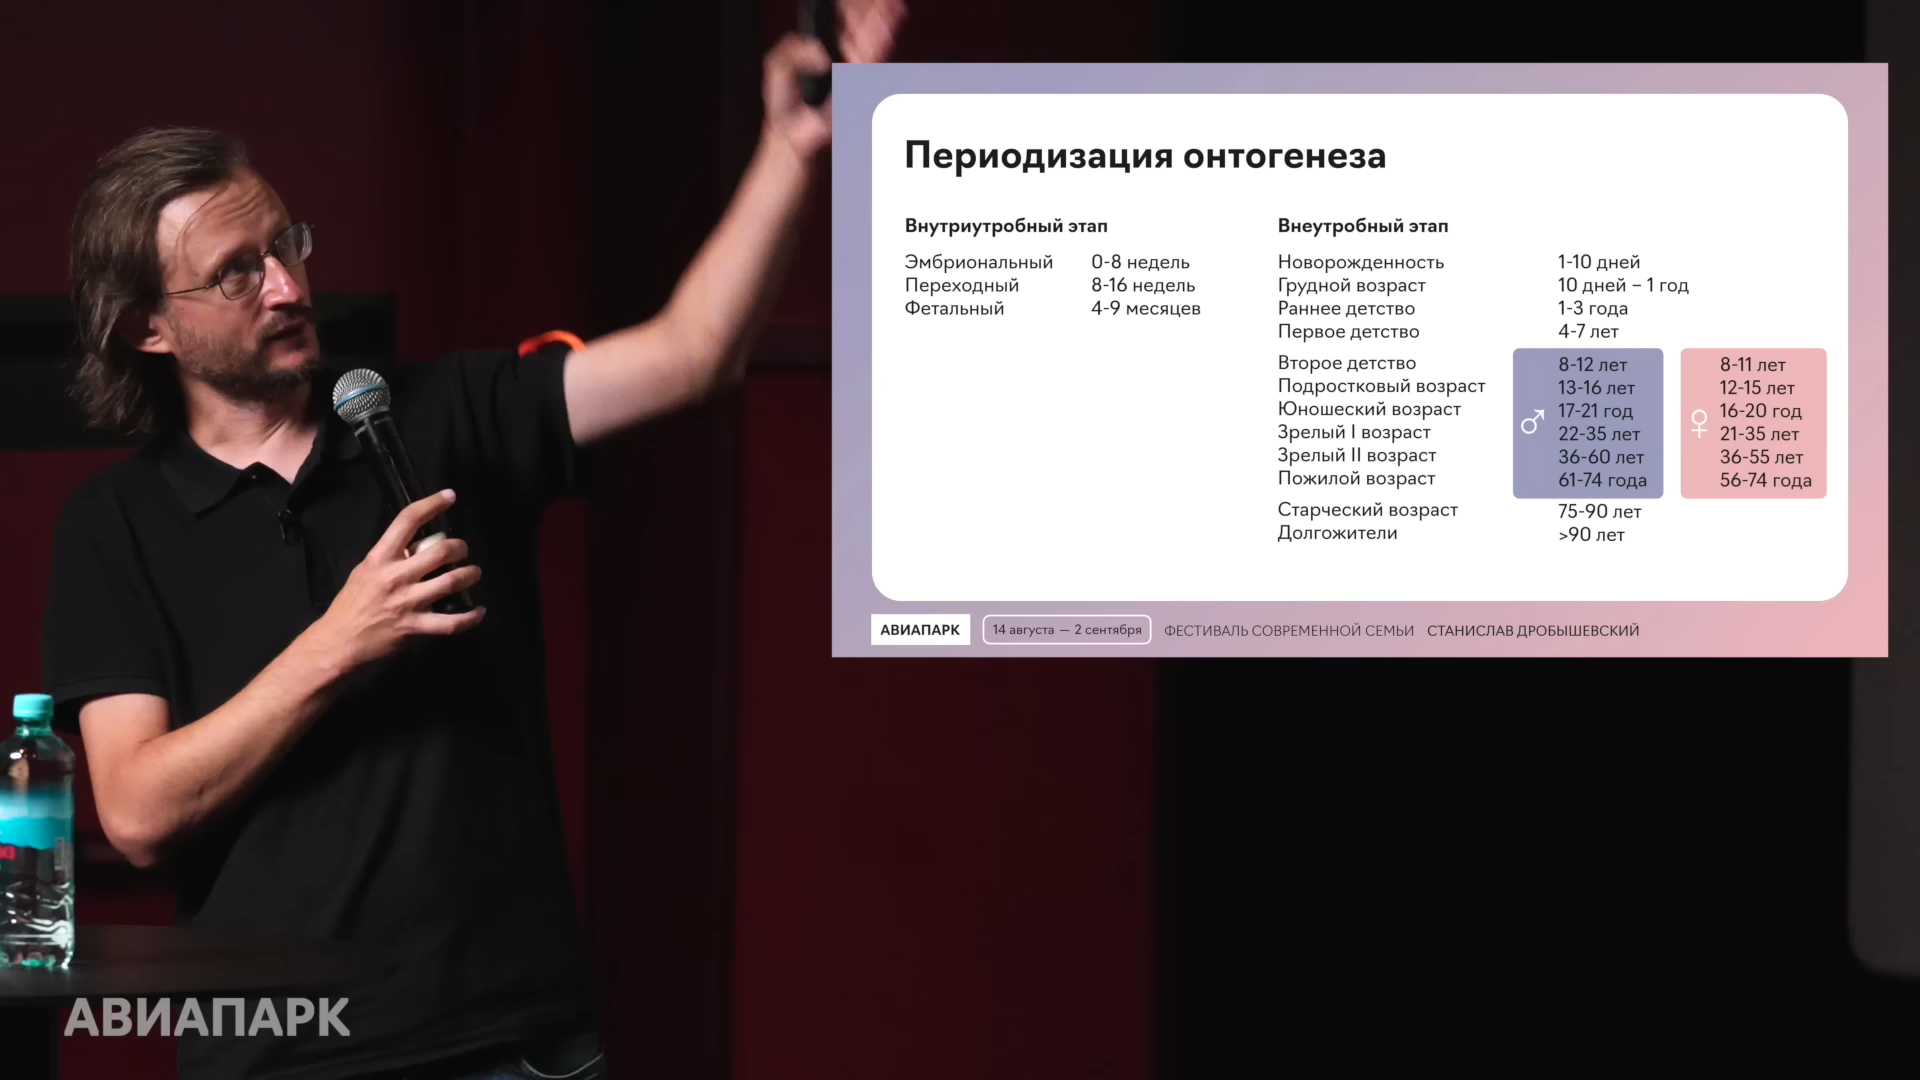 Периодизация онтогенеза
Внутриутробный этап
Эмбриональный 0-8 недель
Переходный 8-16 недель
Фетальный 4-9 месяцев
Внеутробный этап
Новорожденность 1-10 дней
Грудной возраст 10 дней – 1 год
Раннее детство 1-3 года
Первое детство 4-7 лет
Второе детство 8-12 лет 8-11 лет
Подростковый возраст 13-16 лет 12-15 лет
Юношеский возраст 17-21 год 16-20 год
Зрелый I возраст 22-35 лет 21-35 лет
Зрелый II возраст 36-60 лет 36-55 лет
Пожилой возраст 61-74 года 56-74 года
Старческий возраст 75-90 лет
Долгожители >90 лет
АВИАПАРК 14 августа — 2 сентября ФЕСТИВАЛЬ СОВРЕМЕННОЙ СЕМЬИ СТАНИСЛАВ ДРОБЫШЕВСКИЙ
АВИАПАРК